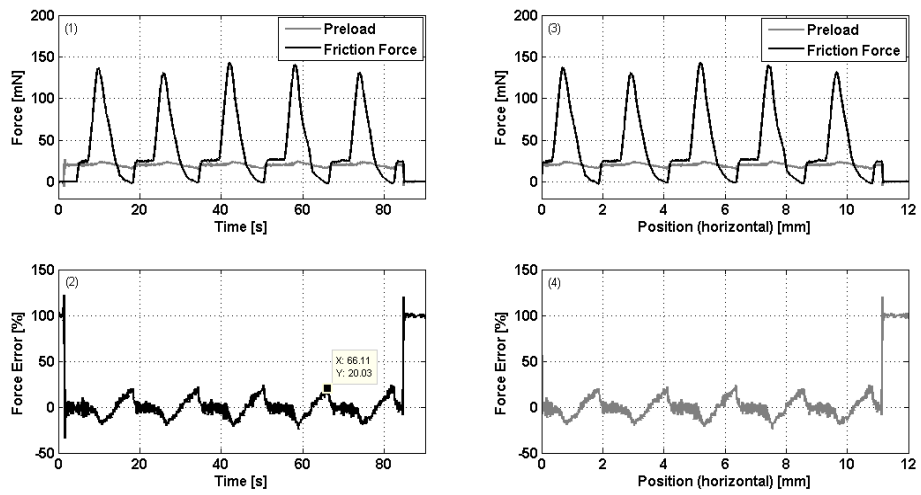 (1)
Preload
Friction Force
Force [mN]
200
150
100
50
0
0 20 40 60 80
Time [s]
(3)
Preload
Friction Force
Force [mN]
200
150
100
50
0
0 2 4 6 8 10 12
Position (horizontal) [mm]
(2)
Force Error [%]
150
100
50
0
-50
X: 66.11
Y: 20.03
0 20 40 60 80
Time [s]
(4)
Force Error [%]
150
100
50
0
-50
0 2 4 6 8 10 12
Position (horizontal) [mm]